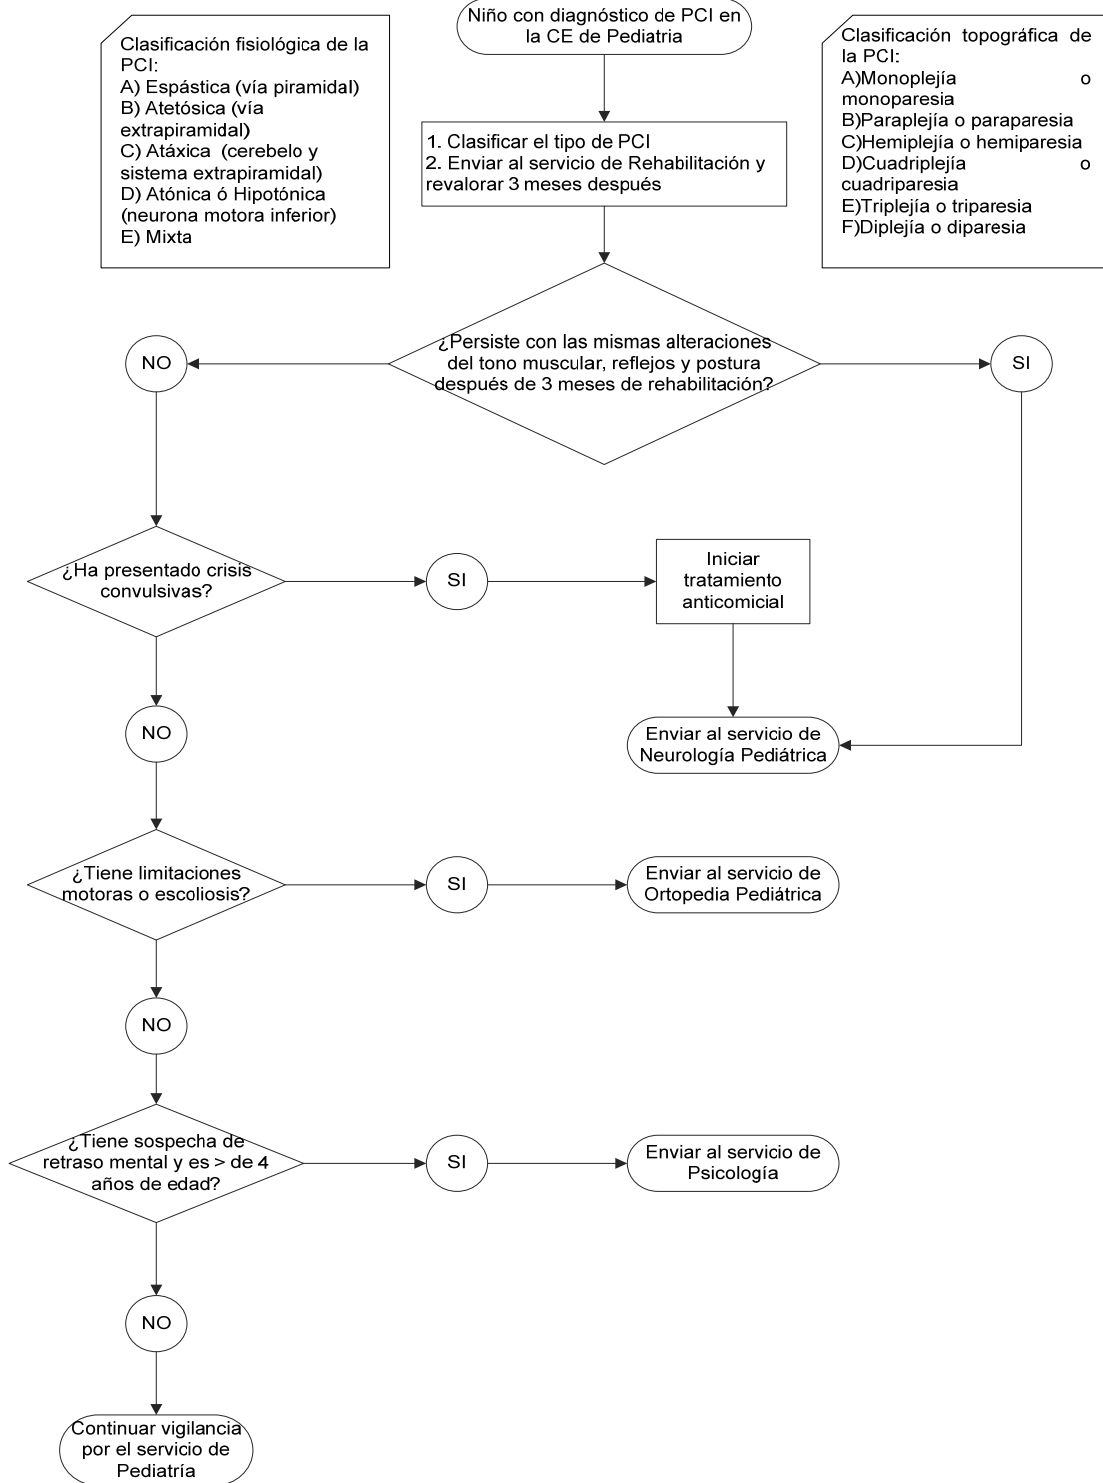 Niño con diagnóstico de PCI en
la CE de Pediatria
Clasificación fisiológica de la
PCI:
A) Espástica (vía piramidal)
B) Atetósica (vía
extrapiramidal)
C) Atáxica (cerebelo y
sistema extrapiramidal)
D) Atónica ó Hipotónica
(neurona motora inferior)
E) Mixta
Clasificación topográfica de
la PCI:
A)Monoplejía o
monoparesia
B)Paraplejía o paraparesia
C)Hemiplejía o hemiparesia
D)Cuadriplejía o
cuadriparesia
E)Triplejía o triparesia
F)Diplejía o diparesia
1. Clasificar el tipo de PCI
2. Enviar al servicio de Rehabilitación y
revalorar 3 meses después
¿Persiste con las mismas alteraciones
del tono muscular, reflejos y postura
después de 3 meses de rehabilitación?
NO
SI
¿Ha presentado crisis
convulsivas?
SI
Iniciar
tratamiento
anticomicial
NO
Enviar al servicio de
Neurología Pediátrica
¿Tiene limitaciones
motoras o escoliosis?
SI
Enviar al servicio de
Ortopedia Pediátrica
NO
¿Tiene sospecha de
retraso mental y es > de 4
años de edad?
SI
Enviar al servicio de
Psicología
NO
Continuar vigilancia
por el servicio de
Pediatría